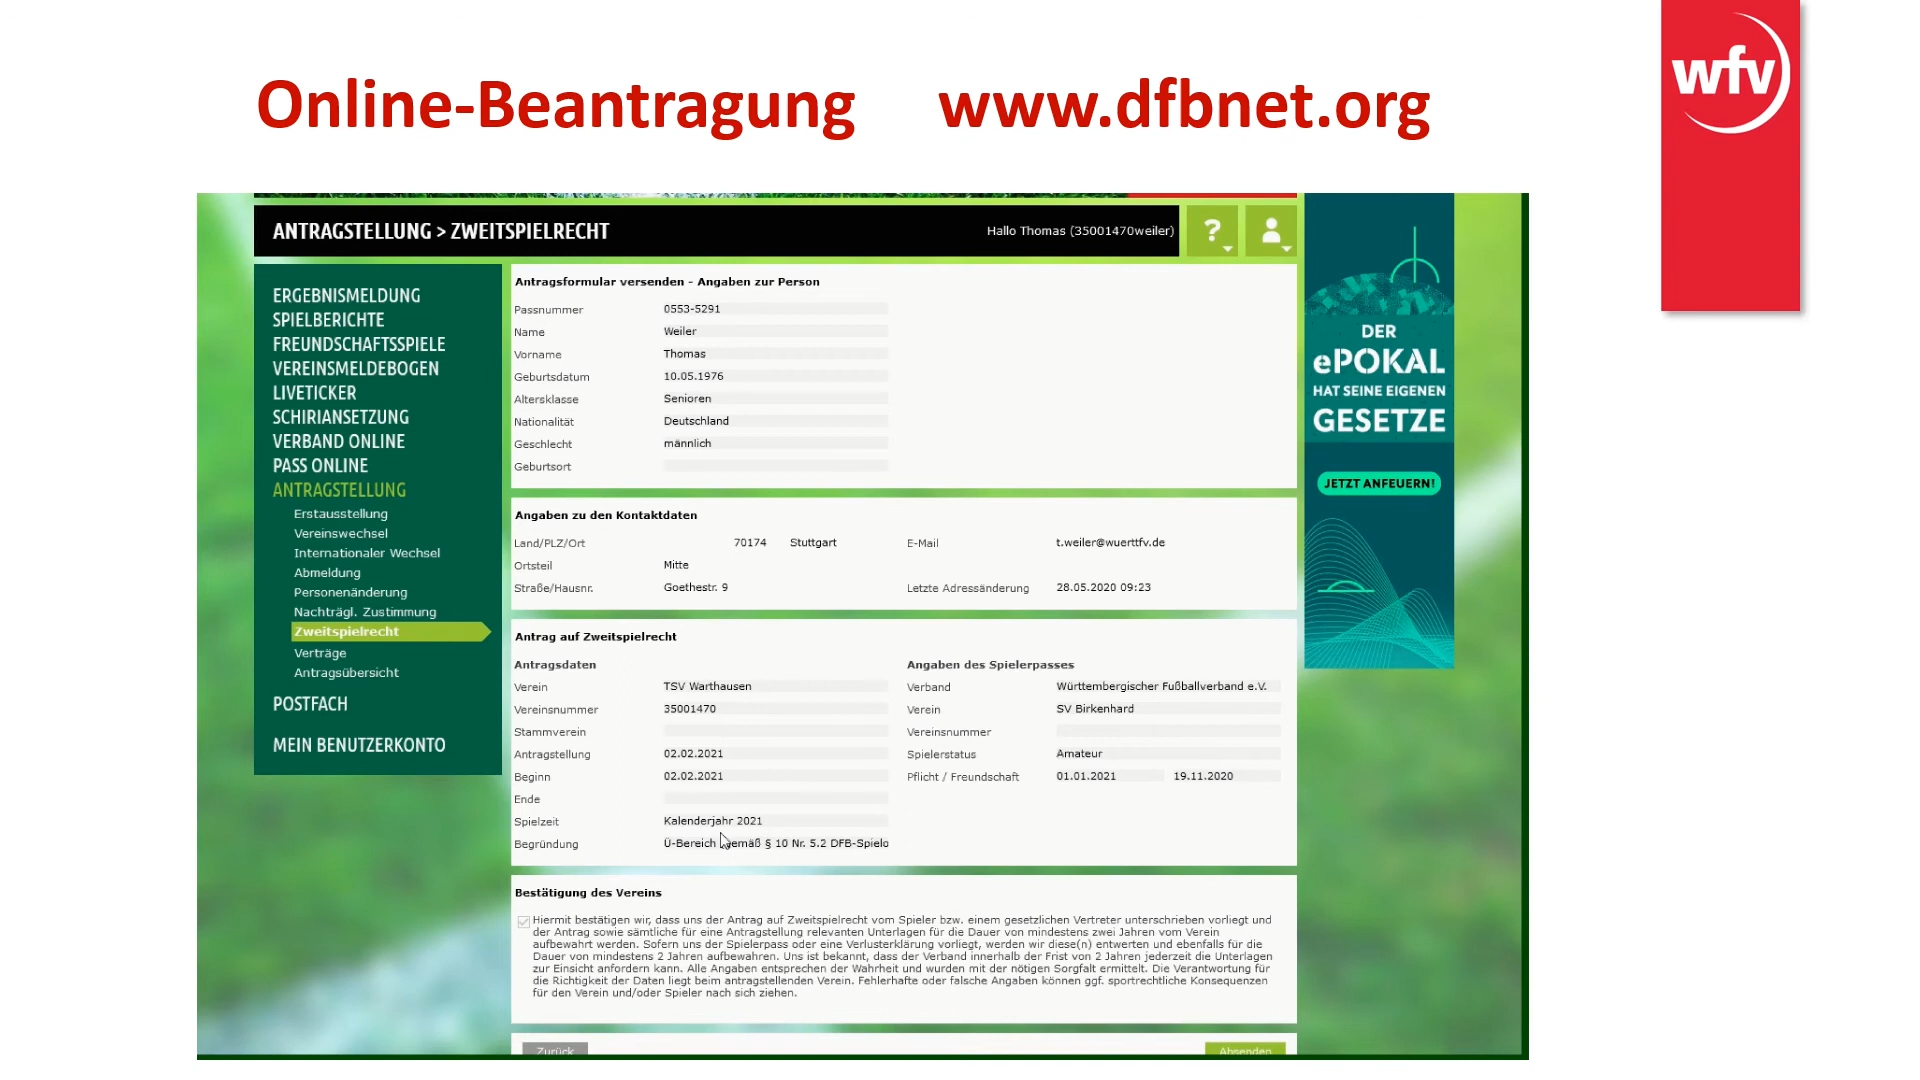 Online-Beantragung www.dfbnet.org
wfv
ANTRAGSTELLUNG > ZWEITSPIELRECHT
Hallo Thomas (35001470weiler)
?
ERGEBNISMELDUNG
SPIELBERICHTE
FREUNDSCHAFTSSPIELE
VEREINSMELDEBOGEN
LIVETICKER
SCHIRIANSETZUNG
VERBAND ONLINE
PASS ONLINE
ANTRAGSTELLUNG
Erstausstellung
Vereinswechsel
Internationaler Wechsel
Abmeldung
Personenänderung
Nachträgl. Zustimmung
Zweitspielrecht
Verträge
Antragsübersicht
POSTFACH
MEIN BENUTZERKONTO
Antragsformular versenden - Angaben zur Person
Passnummer 0553-5291
Name Weiler
Vorname Thomas
Geburtsdatum 10.05.1976
Altersklasse Senioren
Nationalität Deutschland
Geschlecht männlich
Geburtsort
Angaben zu den Kontaktdaten
Land/PLZ/Ort 70174 Stuttgart E-Mail t.weiler@wuerttfv.de
Ortsteil Mitte
Straße/Hausnr. Goethestr. 9 Letzte Adressänderung 28.05.2020 09:23
Antrag auf Zweitspielrecht
Antragsdaten Angaben des Spielerpasses
Verein TSV Warthausen Verband Württembergischer Fußballverband e.V.
Vereinsnummer 35001470 Verein SV Birkenhard
Stammverein Vereinsnummer
Antragstellung 02.02.2021 Spielerstatus Amateur
Beginn 02.02.2021 Pflicht / Freundschaft 01.01.2021 19.11.2020
Ende
Spielzeit Kalenderjahr 2021
Begründung Ü-Bereich gemäß § 10 Nr. 5.2 DFB-Spielo
Bestätigung des Vereins
Hiermit bestätigen wir, dass uns der Antrag auf Zweitspielrecht vom Spieler bzw. einem gesetzlichen Vertreter unterschrieben vorliegt und
der Antrag sowie sämtliche für eine Antragstellung relevanten Unterlagen für die Dauer von mindestens zwei Jahren vom Verein
aufbewahrt werden. Sofern uns der Spielerpass oder eine Verlusterklärung vorliegt, werden wir diese(n) entwerten und ebenfalls für die
Dauer von mindestens 2 Jahren aufbewahren. Uns ist bekannt, dass der Verband innerhalb der Frist von 2 Jahren jederzeit die Unterlagen
zur Einsicht anfordern kann. Alle Angaben entsprechen der Wahrheit und wurden mit der nötigen Sorgfalt ermittelt. Die Verantwortung für
die Richtigkeit der Daten liegt beim antragstellenden Verein. Fehlerhafte oder falsche Angaben können ggf. sportrechtliche Konsequenzen
für den Verein und/oder Spieler nach sich ziehen.
Zurück Absenden
DER
ePOKAL
HAT SEINE EIGENEN
GESETZE
JETZT ANFEUERN!